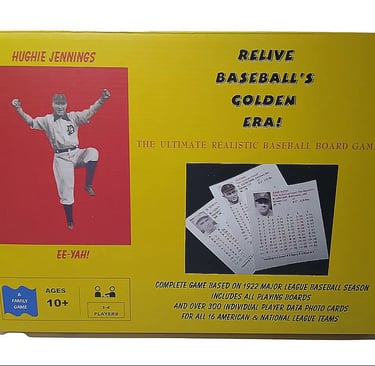 HUGHIE JENNINGS
EE-YAH!
RELIVE
BASEBALL'S
GOLDEN
ERA!
THE ULTIMATE REALISTIC BASEBALL BOARD GAM
COMPLETE GAME BASED ON 1922 MAJOR LEAGUE BASEBALL SEASON
INCLUDES ALL PLAYING BOARDS
AND OVER 300 INDIVIDUAL PLAYER DATA PHOTO CARDS
FOR ALL 16 AMERICAN & NATIONAL LEAGUE TEAMS
A
FAMILY
GAME
AGES
10+
1-4
PLAYERS